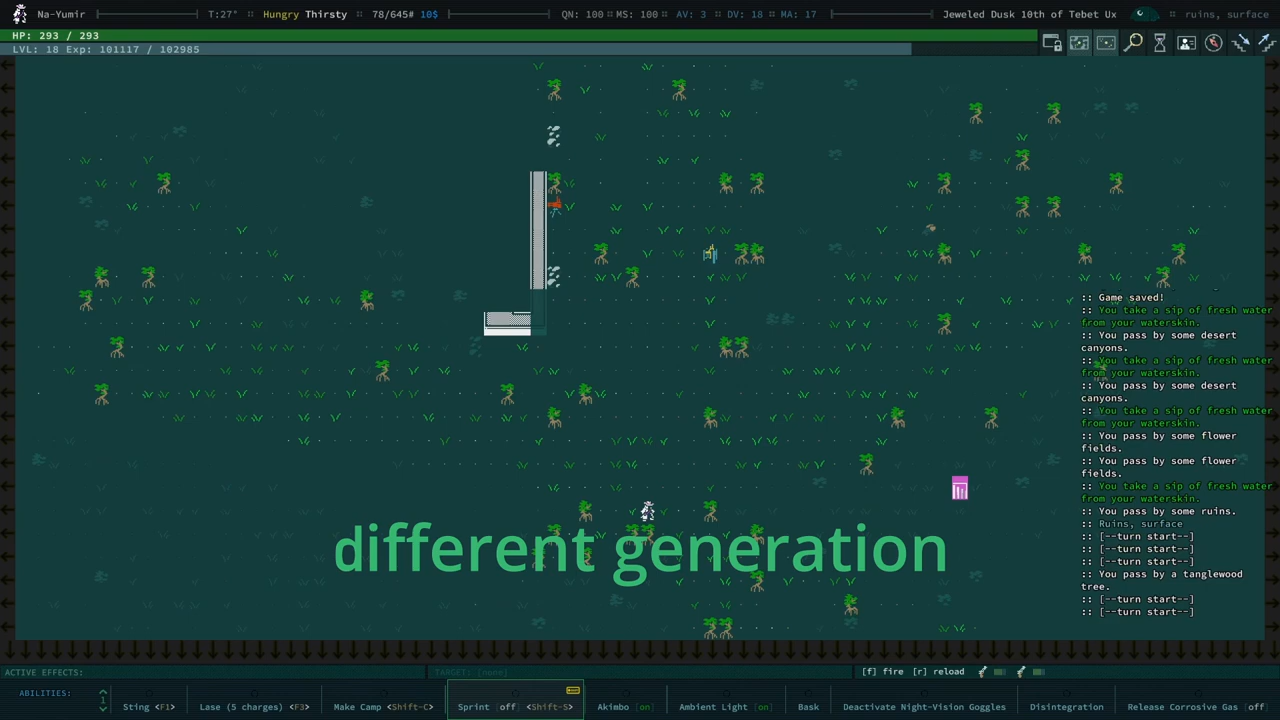 Na-Yumir T:27° Hungry Thirsty 78/645# 10$ QN: 100 MS: 100 AV: 3 DV: 18 MA: 17 Jeweled Dusk 10th of Tebet Ux ruins, surface
HP: 293 / 293
LVL: 18 Exp: 101117 / 102985
:: Game saved!
:: You take a sip of fresh water
from your waterskin.
:: You pass by some desert
canyons.
:: You take a sip of fresh water
from your waterskin.
:: You pass by some desert
canyons.
:: You take a sip of fresh water
from your waterskin.
:: You pass by some flower
fields.
:: You pass by some flower
fields.
:: You take a sip of fresh water
from your waterskin.
:: You pass by some ruins.
:: Ruins, surface
:: [--turn start--]
:: [--turn start--]
:: [--turn start--]
:: You pass by a tanglewood
tree.
:: [--turn start--]
:: [--turn start--]
different generation
ACTIVE EFFECTS: TARGET: [none] [f] fire [r] reload
ABILITIES: 1 Sting <F1> Lase (5 charges) <F3> Make Camp <Shift-C> Sprint [off] <Shift-S> Akimbo [on] Ambient Light [on] Bask Deactivate Night-Vision Goggles Disintegration Release Corrosive Gas [off]